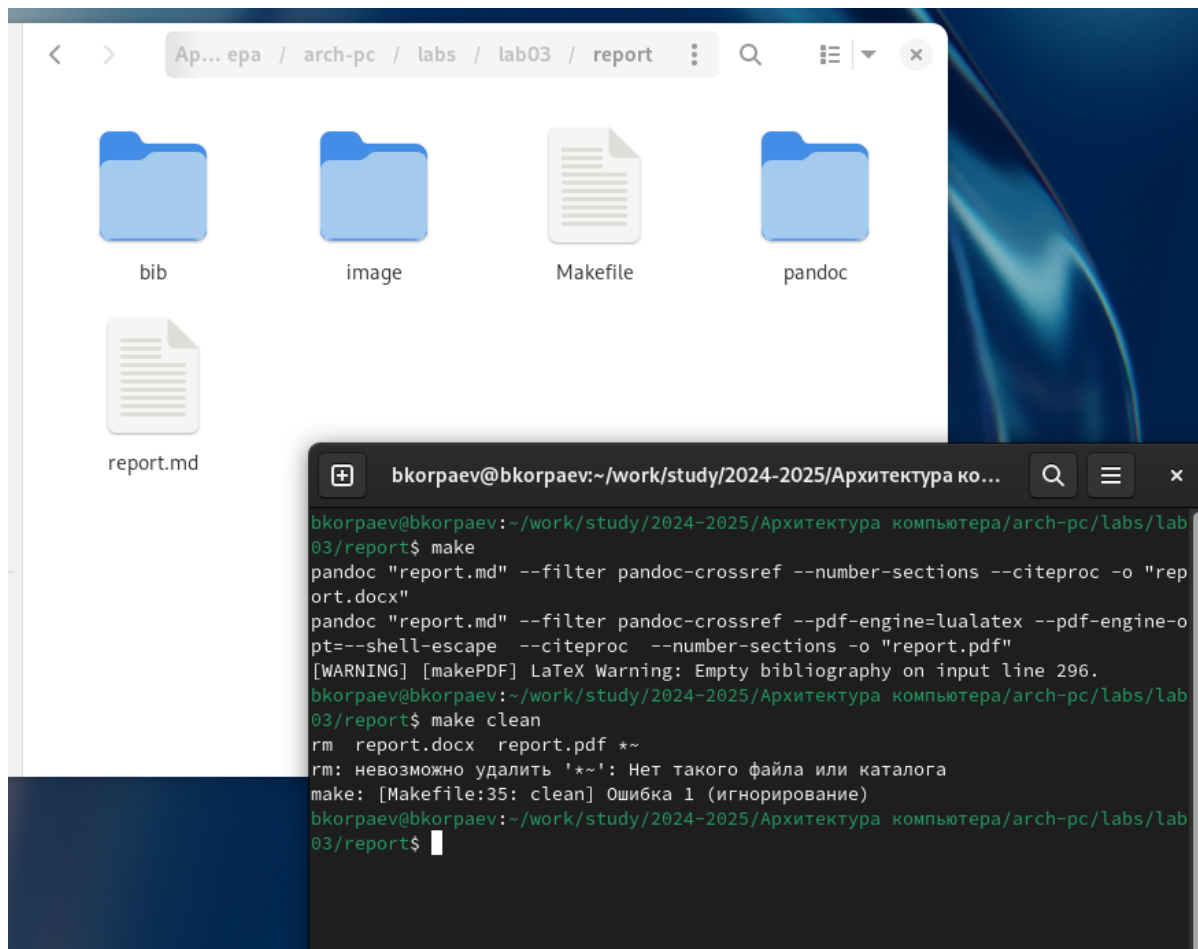 Ap... epa / arch-pc / labs / lab03 / report
bib
image
Makefile
pandoc
report.md
bkorpaev@bkorpaev:~/work/study/2024-2025/Архитектура ко...
bkorpaev@bkorpaev:~/work/study/2024-2025/Архитектура компьютера/arch-pc/labs/lab
03/report$ make
pandoc "report.md" --filter pandoc-crossref --number-sections --citeproc -o "rep
ort.docx"
pandoc "report.md" --filter pandoc-crossref --pdf-engine=lualatex --pdf-engine-o
pt=--shell-escape  --citeproc  --number-sections -o "report.pdf"
[WARNING] [makePDF] LaTeX Warning: Empty bibliography on input line 296.
bkorpaev@bkorpaev:~/work/study/2024-2025/Архитектура компьютера/arch-pc/labs/lab
03/report$ make clean
rm  report.docx  report.pdf *~
rm: невозможно удалить '*~': Нет такого файла или каталога
make: [Makefile:35: clean] Ошибка 1 (игнорирование)
bkorpaev@bkorpaev:~/work/study/2024-2025/Архитектура компьютера/arch-pc/labs/lab
03/report$